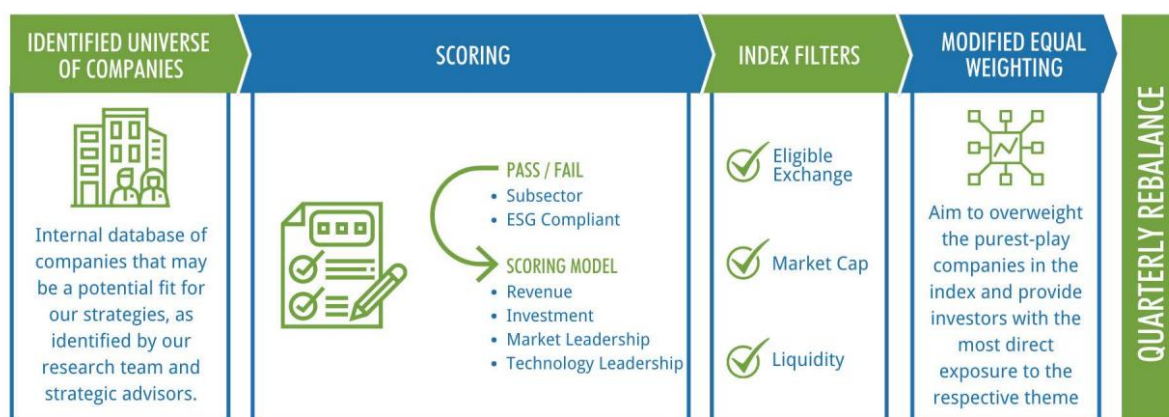 IDENTIFIED UNIVERSE
OF COMPANIES
Internal database of
companies that may
be a potential fit for
our strategies, as
identified by our
research team and
strategic advisors.
SCORING
PASS / FAIL
• Subsector
• ESG Compliant
SCORING MODEL
• Revenue
• Investment
• Market Leadership
• Technology Leadership
INDEX FILTERS
Eligible
Exchange
Market Cap
Liquidity
MODIFIED EQUAL
WEIGHTING
Aim to overweight
the purest-play
companies in the
index and provide
investors with the
most direct
exposure to the
respective theme
QUARTERLY REBALANCE